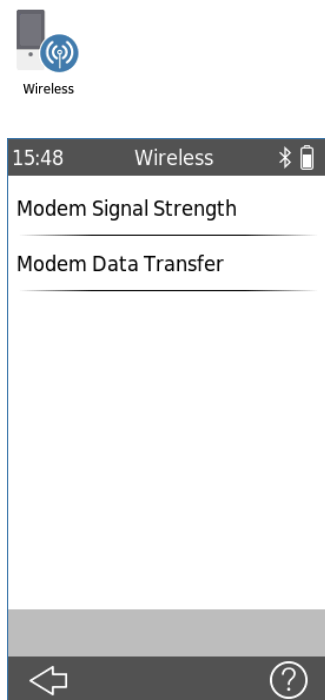 Wireless
15:48 Wireless
Modem Signal Strength
Modem Data Transfer
?